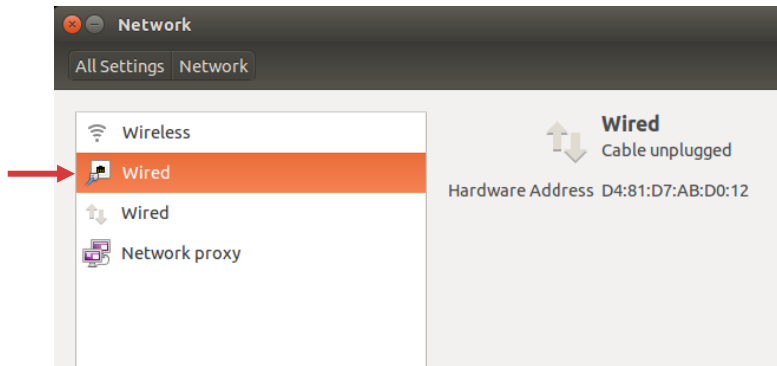 Network
All Settings Network
Wireless
Wired
Wired
Network proxy
Wired
Cable unplugged
Hardware Address D4:81:D7:AB:D0:12